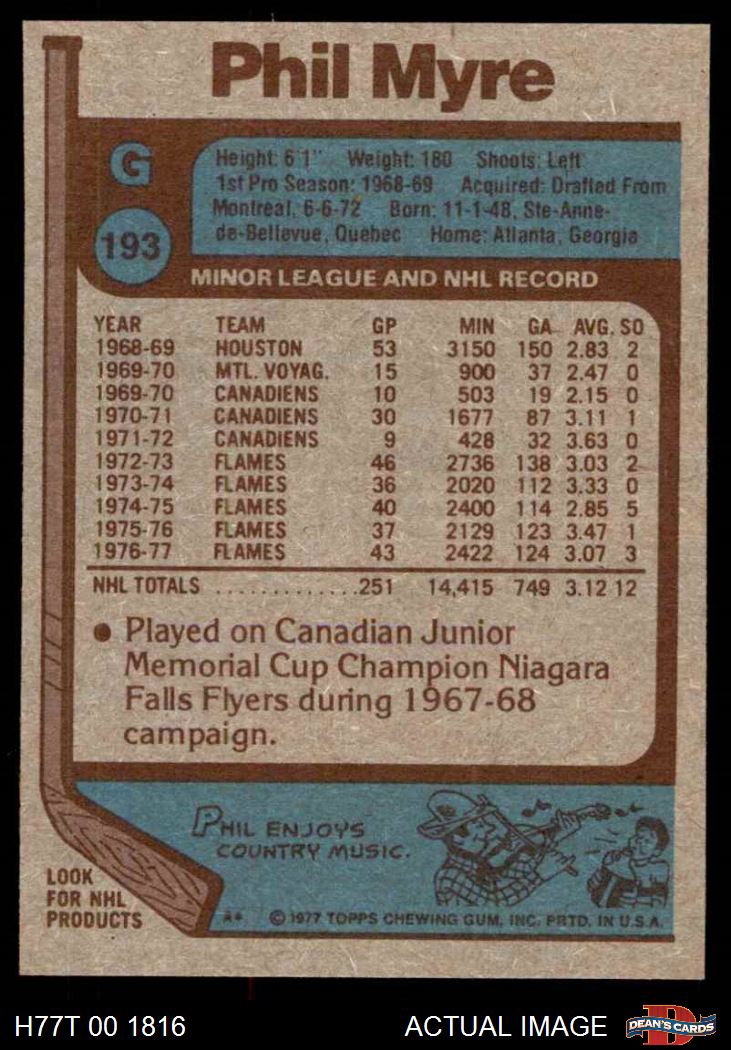 Phil Myre
G
193
Height: 6'1" Weight: 180 Shoots: Left
1st Pro Season: 1968-69 Acquired: Drafted From
Montreal, 6-6-72 Born: 11-1-48, Ste-Anne-
de-Bellevue, Quebec Home: Atlanta, Georgia
MINOR LEAGUE AND NHL RECORD
YEAR TEAM GP MIN GA AVG. SO
1968-69 HOUSTON 53 3150 150 2.83 2
1969-70 MTL. VOYAG. 15 900 37 2.47 0
1969-70 CANADIENS 10 503 19 2.15 0
1970-71 CANADIENS 30 1677 87 3.11 1
1971-72 CANADIENS 9 428 32 3.63 0
1972-73 FLAMES 46 2736 138 3.03 2
1973-74 FLAMES 36 2020 112 3.33 0
1974-75 FLAMES 40 2400 114 2.85 5
1975-76 FLAMES 37 2129 123 3.47 1
1976-77 FLAMES 43 2422 124 3.07 3
NHL TOTALS .............251 14,415 749 3.12 12
• Played on Canadian Junior
Memorial Cup Champion Niagara
Falls Flyers during 1967-68
campaign.
PHIL ENJOYS
COUNTRY MUSIC.
LOOK
FOR NHL
PRODUCTS
©1977 TOPPS CHEWING GUM, INC. PRTD. IN U.S.A.
H77T 00 1816 ACTUAL IMAGE DEAN'S CARDS